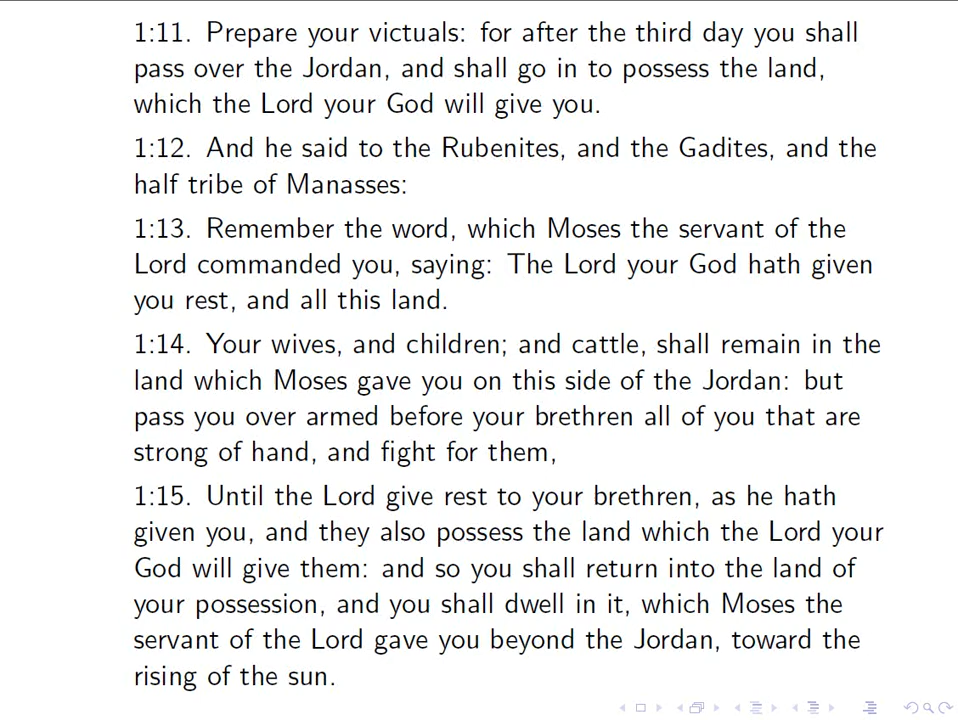 1:11. Prepare your victuals: for after the third day you shall
pass over the Jordan, and shall go in to possess the land,
which the Lord your God will give you.
1:12. And he said to the Rubenites, and the Gadites, and the
half tribe of Manasses:
1:13. Remember the word, which Moses the servant of the
Lord commanded you, saying: The Lord your God hath given
you rest, and all this land.
1:14. Your wives, and children; and cattle, shall remain in the
land which Moses gave you on this side of the Jordan: but
pass you over armed before your brethren all of you that are
strong of hand, and fight for them,
1:15. Until the Lord give rest to your brethren, as he hath
given you, and they also possess the land which the Lord your
God will give them: and so you shall return into the land of
your possession, and you shall dwell in it, which Moses the
servant of the Lord gave you beyond the Jordan, toward the
rising of the sun.